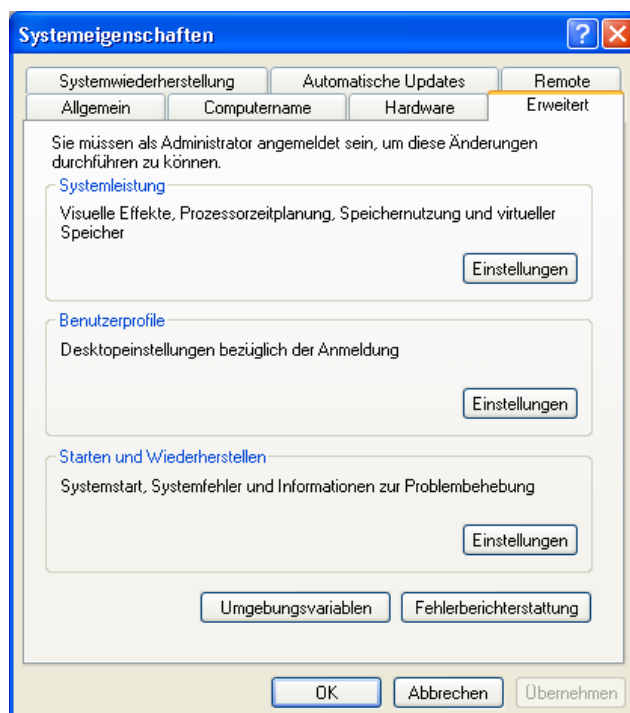 Systemeigenschaften
Systemwiederherstellung
Automatische Updates
Remote
Allgemein
Computername
Hardware
Erweitert
Sie müssen als Administrator angemeldet sein, um diese Änderungen
durchführen zu können.
Systemleistung
Visuelle Effekte, Prozessorzeitplanung, Speichernutzung und virtueller
Speicher
Einstellungen
Benutzerprofile
Desktopeinstellungen bezüglich der Anmeldung
Einstellungen
Starten und Wiederherstellen
Systemstart, Systemfehler und Informationen zur Problembehebung
Einstellungen
Umgebungsvariablen
Fehlerberichterstattung
OK
Abbrechen
Übernehmen